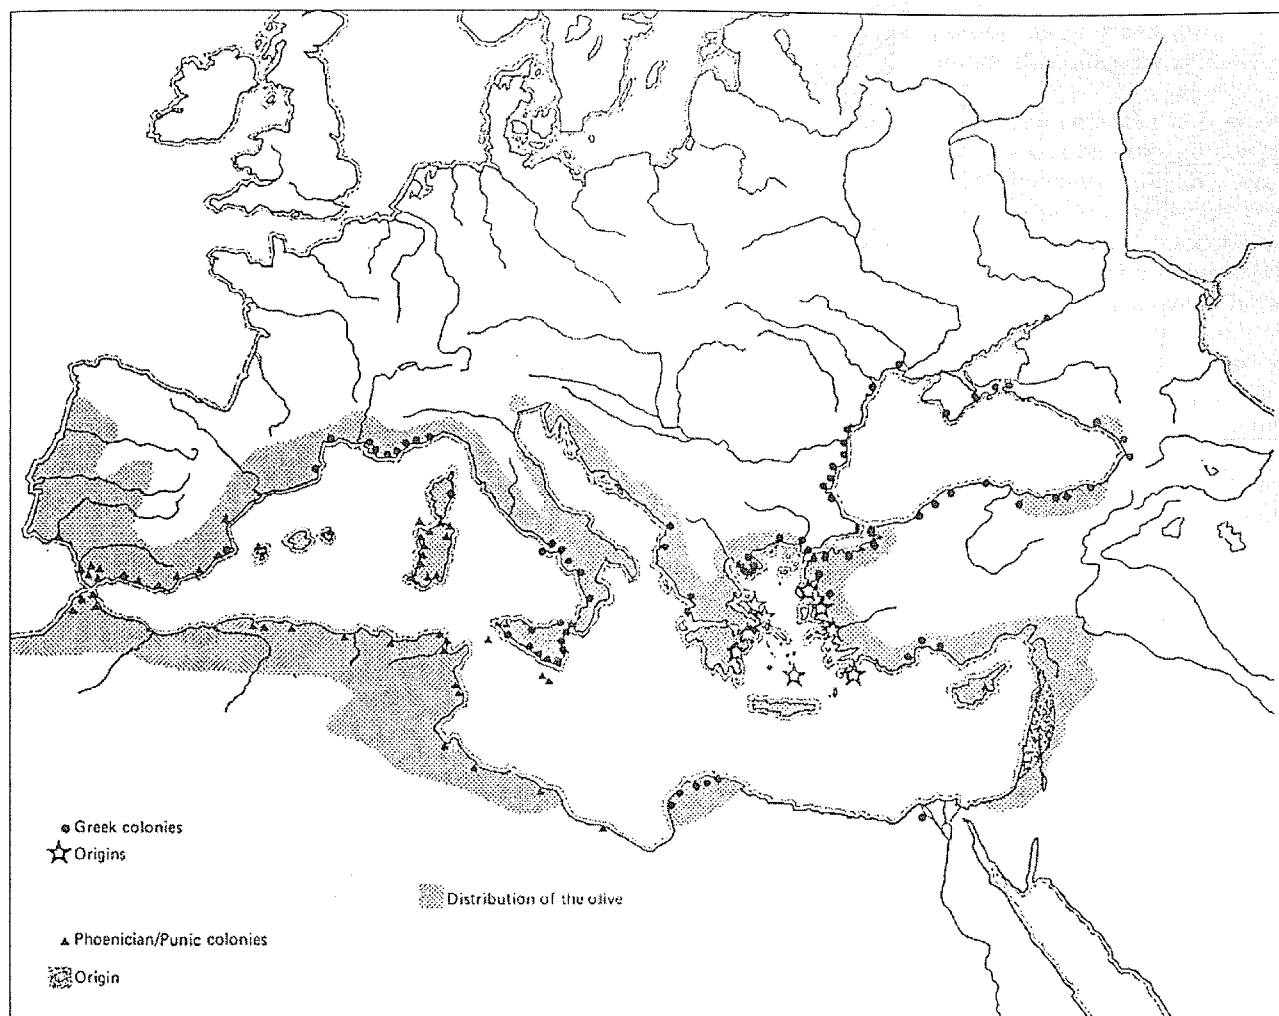 Greek colonies
Origins
Distribution of the olive
Phoenician/Punic colonies
Origin